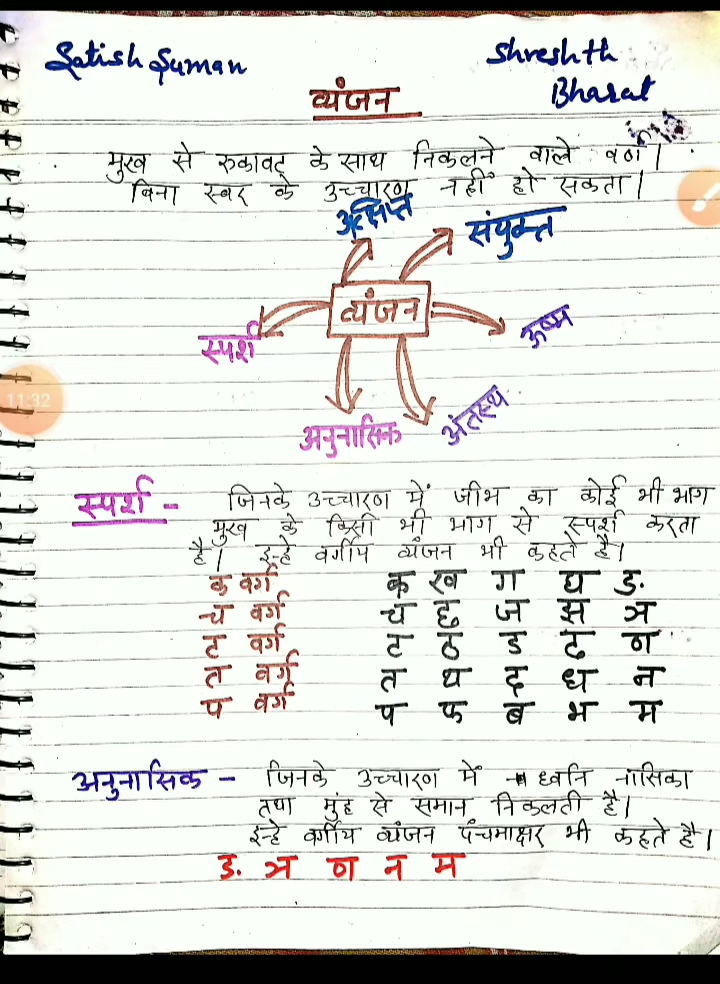 Satish Suman
Shreshth
Bharat
व्यंजन
मुख से रुकावट के साथ निकलने वाले वर्ण।
बिना स्वर के उच्चारण नहीं हो सकता।
उत्क्षिप्त
संयुक्त
व्यंजन
स्पर्श
ऊष्म
अनुनासिक
अंतस्थ
11:32
स्पर्श - जिनके उच्चारण में जीभ का कोई भी भाग
मुख के किसी भी भाग से स्पर्श करता
है। इन्हे वर्गीय व्यंजन भी कहते है।
क वर्ग क ख ग घ ङ
च वर्ग च छ ज झ ञ
ट वर्ग ट ठ ड ढ ण
त वर्ग त थ द ध न
प वर्ग प फ ब भ म
अनुनासिक - जिनके उच्चारण में ध्वनि नासिका
तथा मुंह से समान निकलती है।
इन्हे वर्गीय व्यंजन पंचमाक्षर भी कहते है।
ङ ञ ण न म